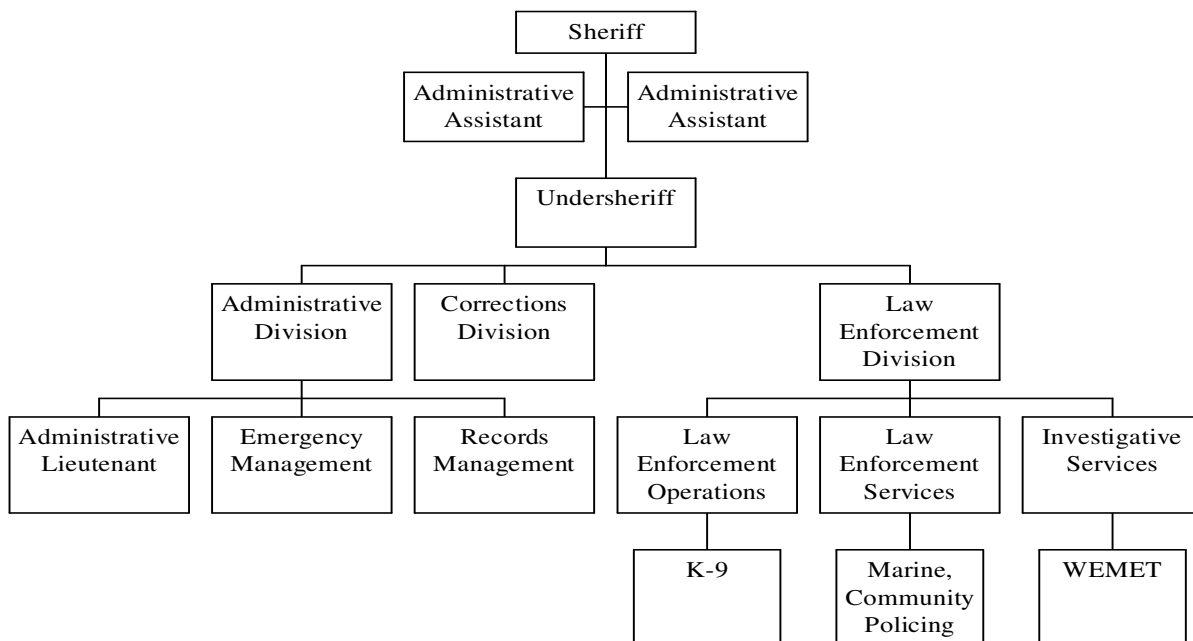 Sheriff
Administrative
Assistant
Administrative
Assistant
Undersheriff
Administrative
Division
Corrections
Division
Law
Enforcement
Division
Administrative
Lieutenant
Emergency
Management
Records
Management
Law
Enforcement
Operations
Law
Enforcement
Services
Investigative
Services
K-9
Marine,
Community
Policing
WEMET